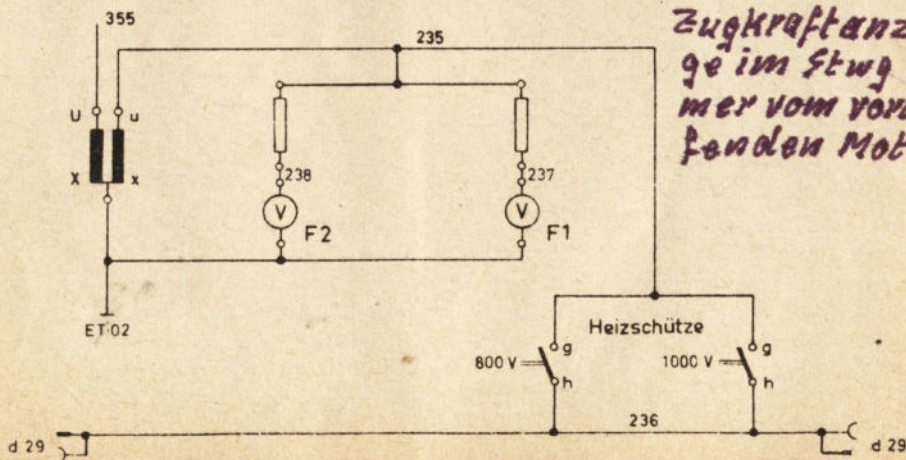 355
235
Zugkraftanz
ge im Stwg
mer vom vor
fenden Mot
U u
X x
238
237
V
V
F2
F1
ET 02
Heizschütze
800 V
g
h
1000 V
g
h
236
d 29
d 29